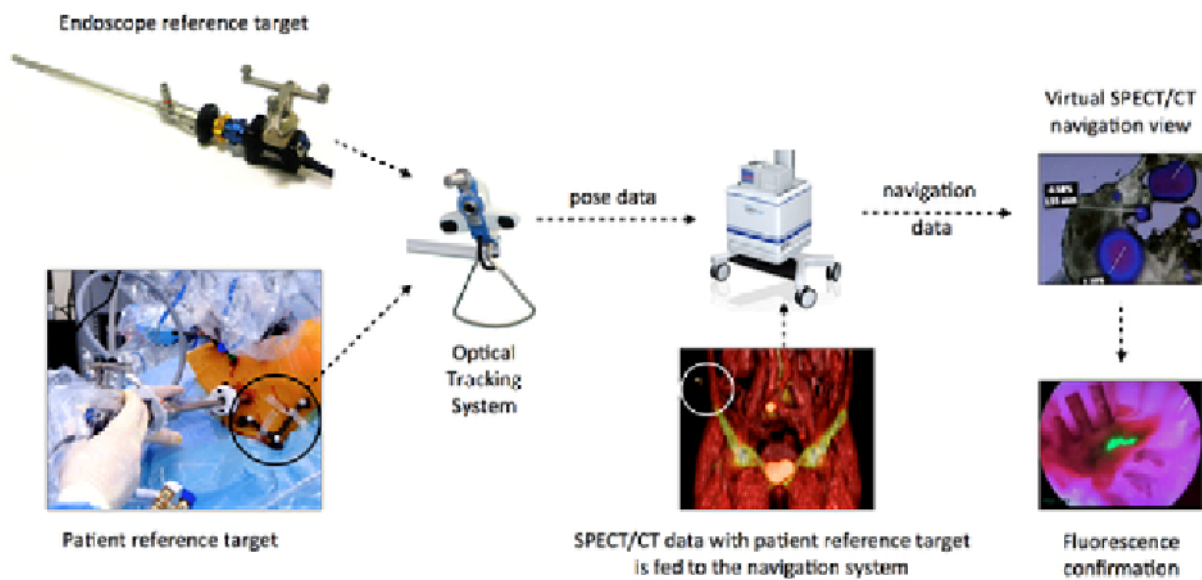 Endoscope reference target
Virtual SPECT/CT
navigation view
pose data
navigation
data
Optical
Tracking
System
Patient reference target
SPECT/CT data with patient reference target
is fed to the navigation system
Fluorescence
confirmation